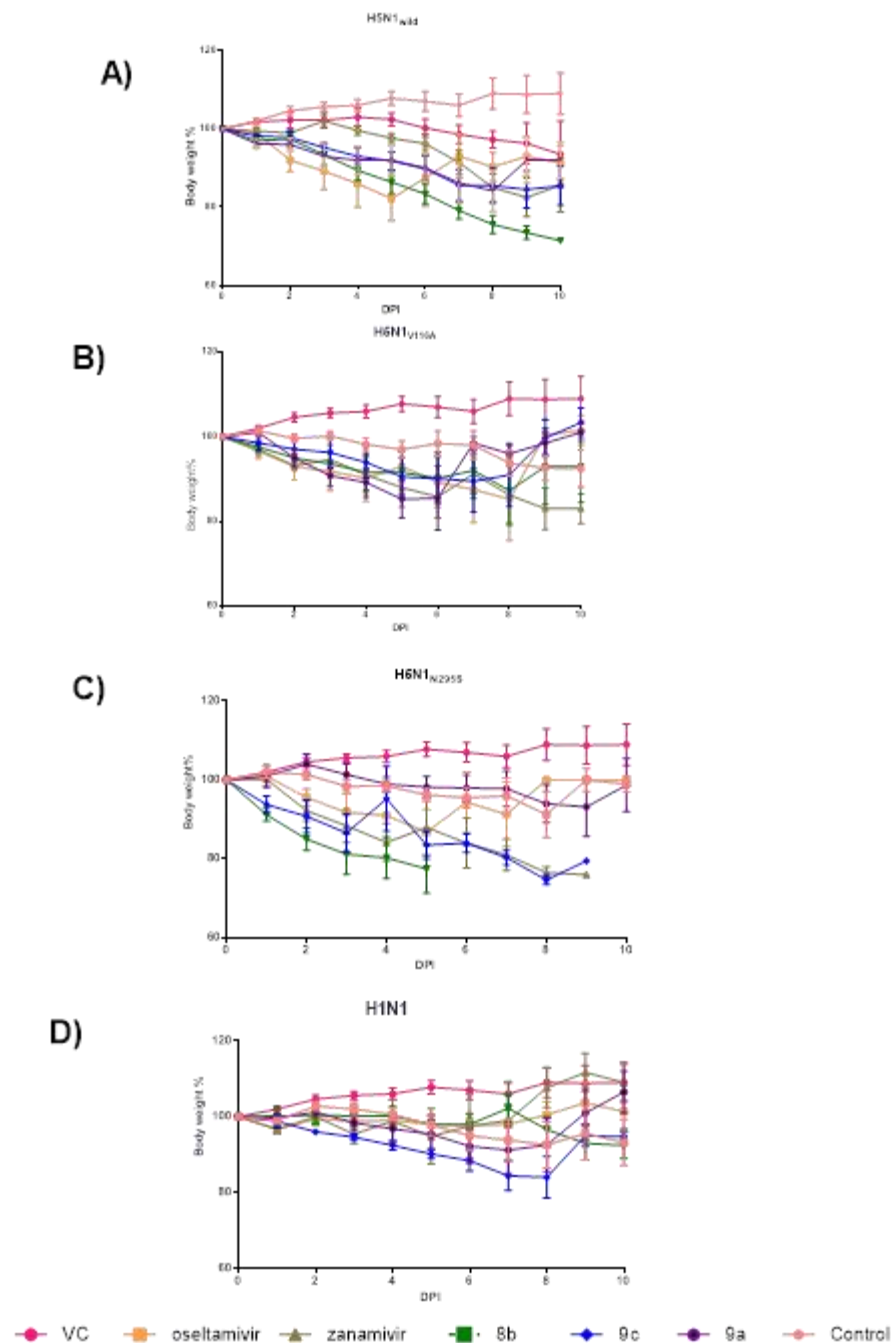 H5N1wild
A)
120
100
80
60
Body weight %
0 2 4 6 8 10
DPI
H5N1V116A
B)
120
100
80
60
Body weight%
0 2 4 6 8 10
DPI
H5N1N295S
C)
120
100
80
60
Body weight%
0 2 4 6 8 10
DPI
H1N1
D)
120
100
80
60
Body weight %
0 2 4 6 8 10
DPI
VC oseltamivir zanamivir 8b 9c 9a Control